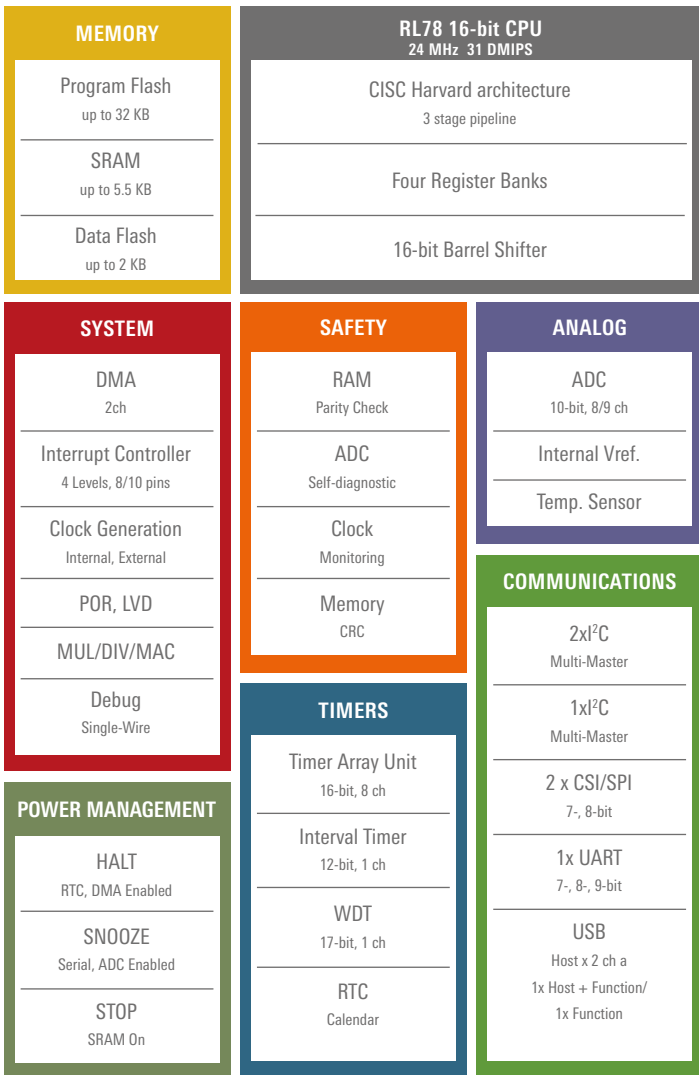 MEMORY
Program Flash
up to 32 KB
SRAM
up to 5.5 KB
Data Flash
up to 2 KB
RL78 16-bit CPU
24 MHz 31 DMIPS
CISC Harvard architecture
3 stage pipeline
Four Register Banks
16-bit Barrel Shifter
SYSTEM
DMA
2ch
Interrupt Controller
4 Levels, 8/10 pins
Clock Generation
Internal, External
POR, LVD
MUL/DIV/MAC
Debug
Single-Wire
SAFETY
RAM
Parity Check
ADC
Self-diagnostic
Clock
Monitoring
Memory
CRC
ANALOG
ADC
10-bit, 8/9 ch
Internal Vref.
Temp. Sensor
POWER MANAGEMENT
HALT
RTC, DMA Enabled
SNOOZE
Serial, ADC Enabled
STOP
SRAM On
TIMERS
Timer Array Unit
16-bit, 8 ch
Interval Timer
12-bit, 1 ch
WDT
17-bit, 1 ch
RTC
Calendar
COMMUNICATIONS
2xI²C
Multi-Master
1xI²C
Multi-Master
2 x CSI/SPI
7-, 8-bit
1x UART
7-, 8-, 9-bit
USB
Host x 2 ch a
1x Host + Function/
1x Function